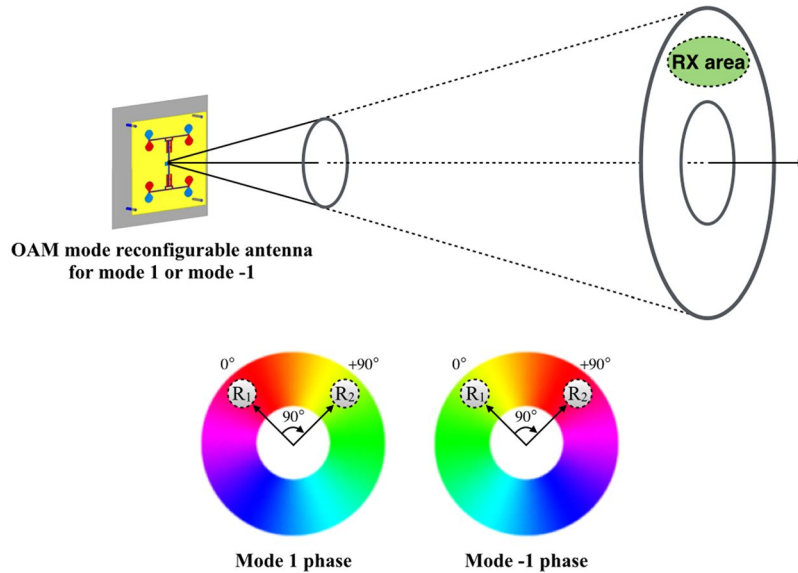 RX area
OAM mode reconfigurable antenna
for mode 1 or mode -1
0° +90° 0° +90°
R₁ R₂ R₁ R₂
90° 90°
Mode 1 phase Mode -1 phase